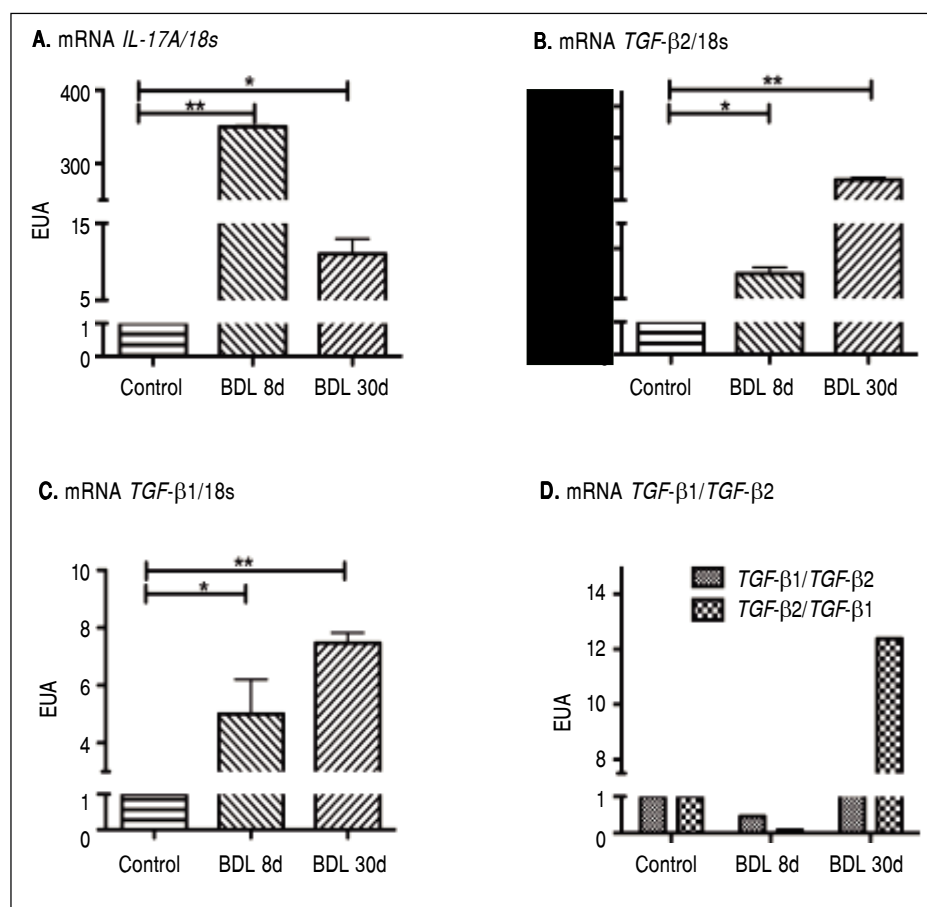 A. mRNA IL-17A/18s
*
**
400
300
15
5
1
0
EUA
Control BDL 8d BDL 30d
B. mRNA TGF-β2/18s
**
*
Control BDL 8d BDL 30d
C. mRNA TGF-β1/18s
**
*
10
8
6
4
1
0
EUA
Control BDL 8d BDL 30d
D. mRNA TGF-β1/TGF-β2
TGF-β1/TGF-β2
TGF-β2/TGF-β1
14
12
10
8
1
0
EUA
Control BDL 8d BDL 30d